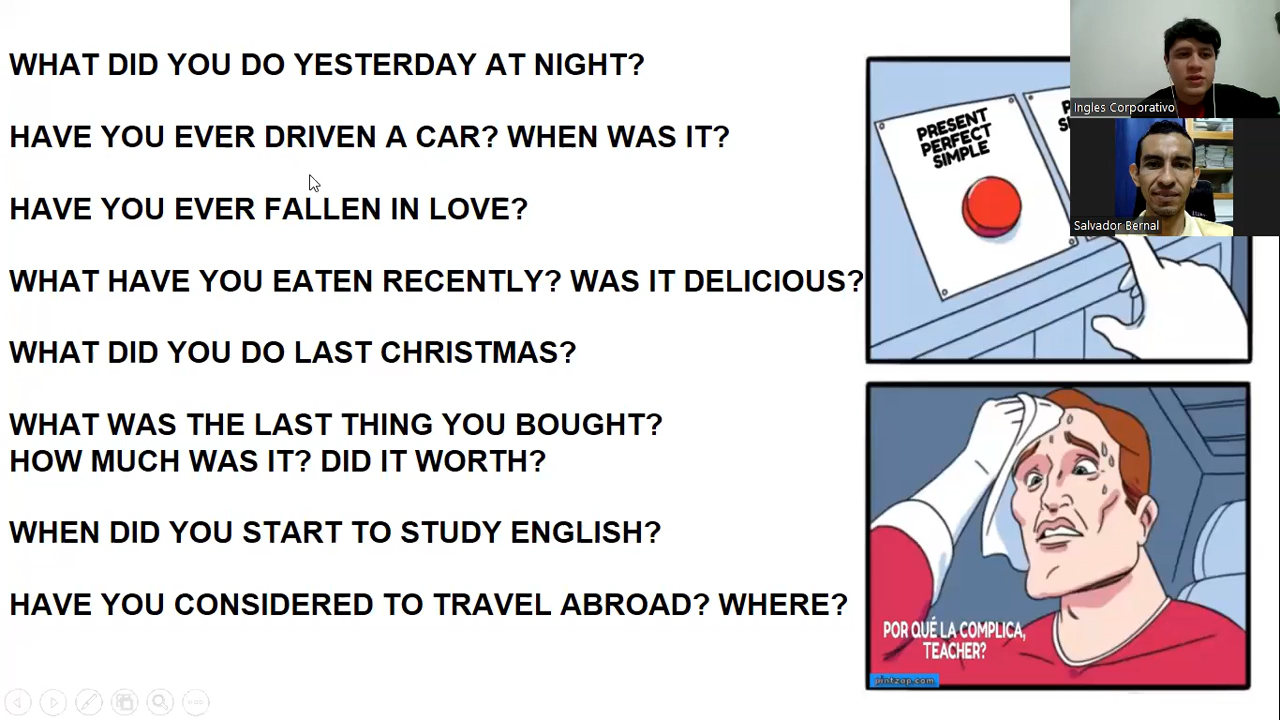 WHAT DID YOU DO YESTERDAY AT NIGHT?
HAVE YOU EVER DRIVEN A CAR? WHEN WAS IT?
HAVE YOU EVER FALLEN IN LOVE?
WHAT HAVE YOU EATEN RECENTLY? WAS IT DELICIOUS?
WHAT DID YOU DO LAST CHRISTMAS?
WHAT WAS THE LAST THING YOU BOUGHT?
HOW MUCH WAS IT? DID IT WORTH?
WHEN DID YOU START TO STUDY ENGLISH?
HAVE YOU CONSIDERED TO TRAVEL ABROAD? WHERE?
PRESENT
PERFECT
SIMPLE
Ingles Corporativo
Salvador Bernal
POR QUÉ LA COMPLICA,
TEACHER?